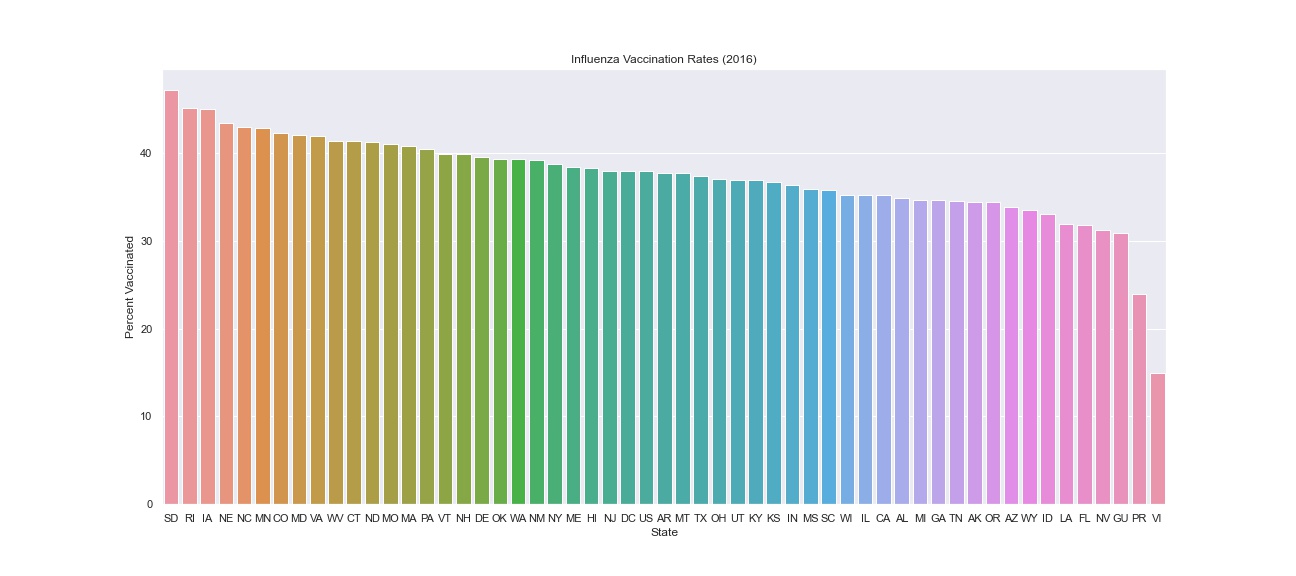 Influenza Vaccination Rates (2016)
Percent Vaccinated
40
30
20
10
0
SD RI IA NE NC MN CO MD VA WV CT ND MO MA PA VT NH DE OK WA NM NY ME HI NJ DC US AR MT TX OH UT KY KS IN MS SC WI IL CA AL MI GA TN AK OR AZ WY ID LA FL NV GU PR VI
State